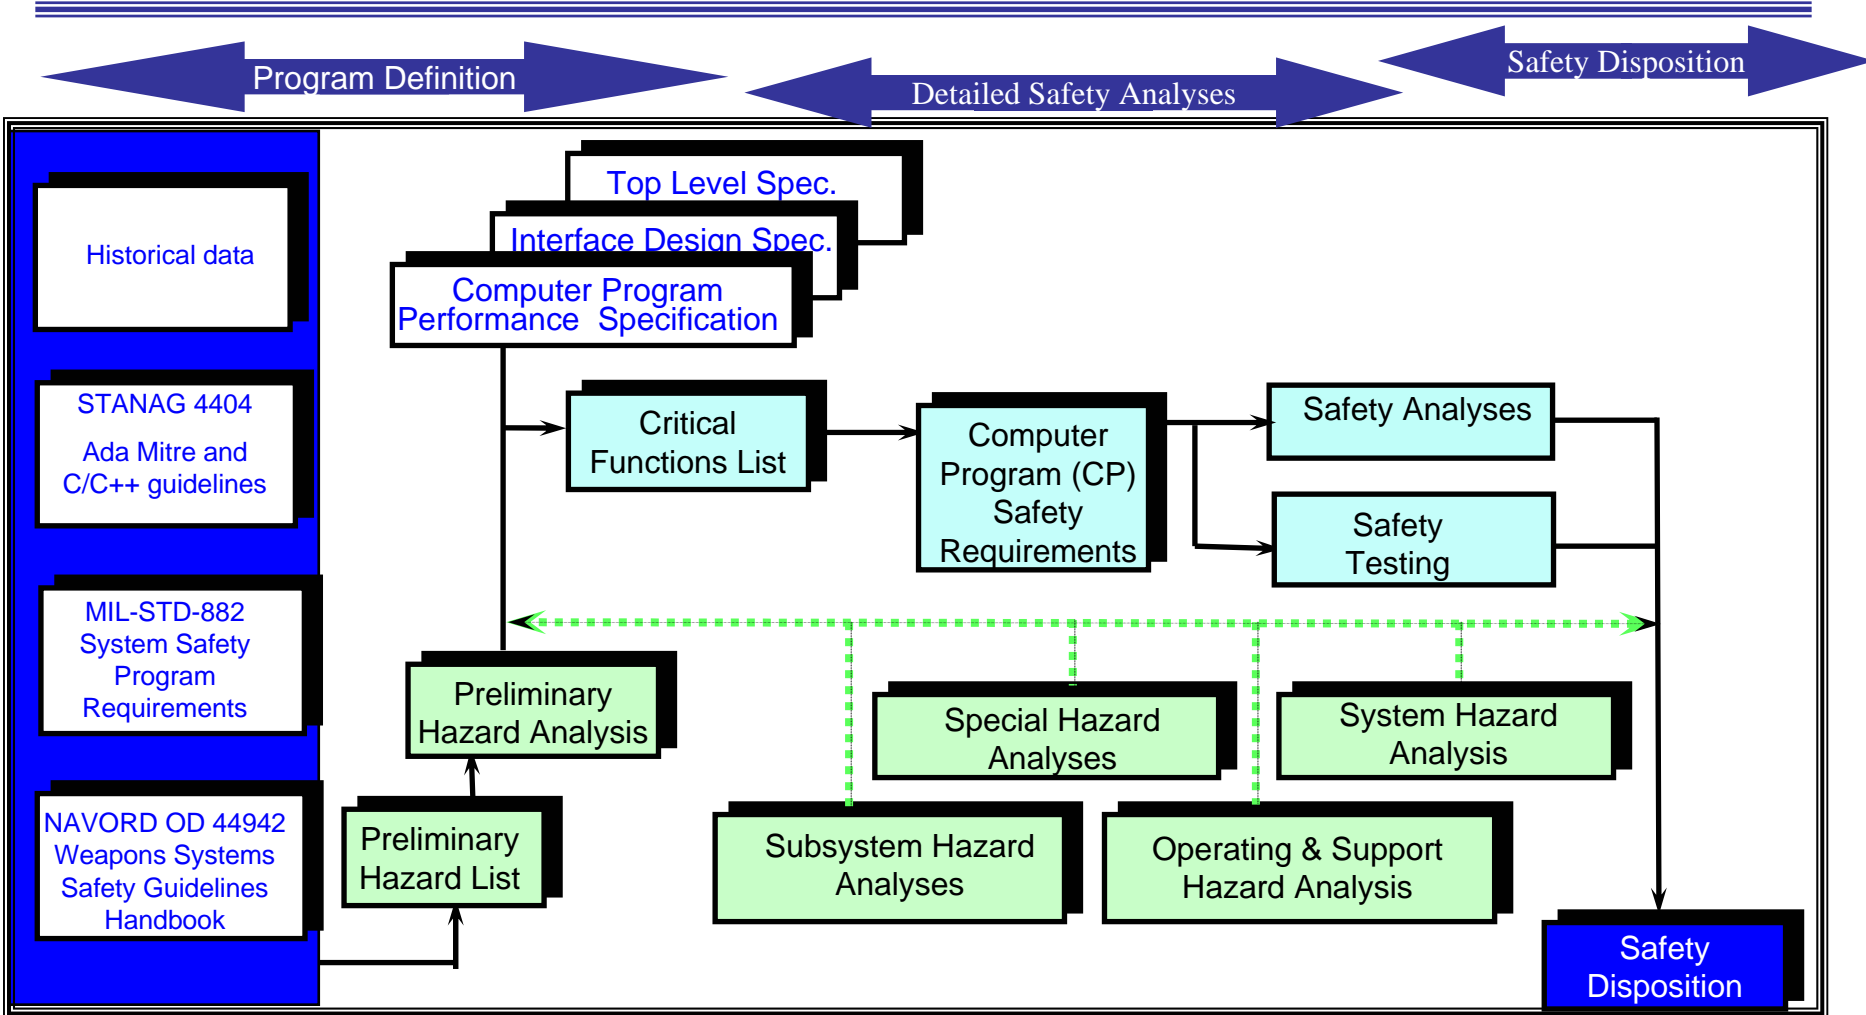 Program Definition
Detailed Safety Analyses
Safety Disposition
Historical data
STANAG 4404
Ada Mitre and
C/C++ guidelines
MIL-STD-882
System Safety
Program
Requirements
NAVORD OD 44942
Weapons Systems
Safety Guidelines
Handbook
Top Level Spec.
Interface Design Spec.
Computer Program
Performance Specification
Critical
Functions List
Computer
Program (CP)
Safety
Requirements
Safety Analyses
Safety
Testing
Preliminary
Hazard Analysis
Preliminary
Hazard List
Special Hazard
Analyses
System Hazard
Analysis
Subsystem Hazard
Analyses
Operating & Support
Hazard Analysis
Safety
Disposition